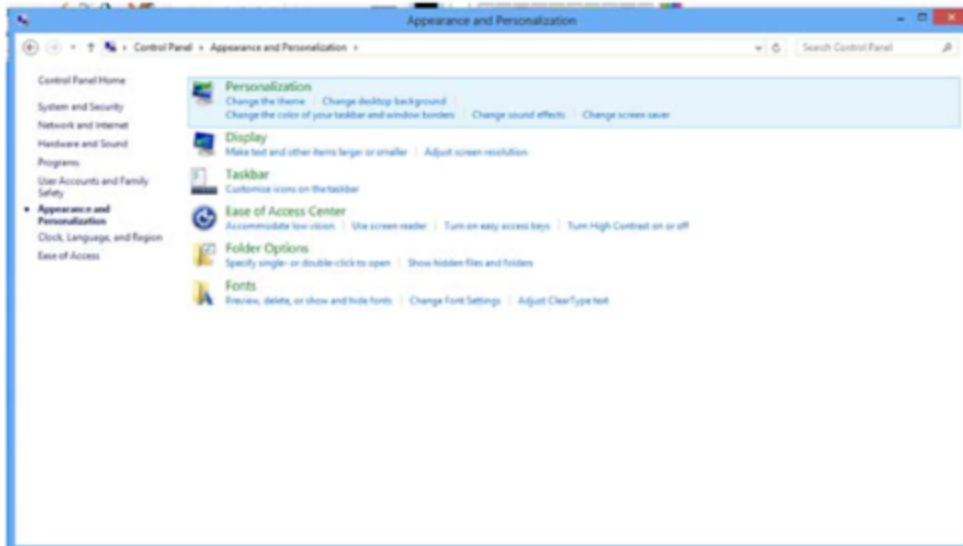 Appearance and Personalization
Control Panel › Appearance and Personalization ›
Search Control Panel
Control Panel Home
System and Security
Network and Internet
Hardware and Sound
Programs
User Accounts and Family
Safety
Appearance and
Personalization
Clock, Language, and Region
Ease of Access
Personalization
Change the theme | Change desktop background
Change the color of your taskbar and window borders | Change sound effects | Change screen saver
Display
Make text and other items larger or smaller | Adjust screen resolution
Taskbar
Customize icons on the taskbar
Ease of Access Center
Accommodate low vision | Use screen reader | Turn on easy access keys | Turn High Contrast on or off
Folder Options
Specify single- or double-click to open | Show hidden files and folders
Fonts
Preview, delete, or show and hide fonts | Change Font Settings | Adjust ClearType text